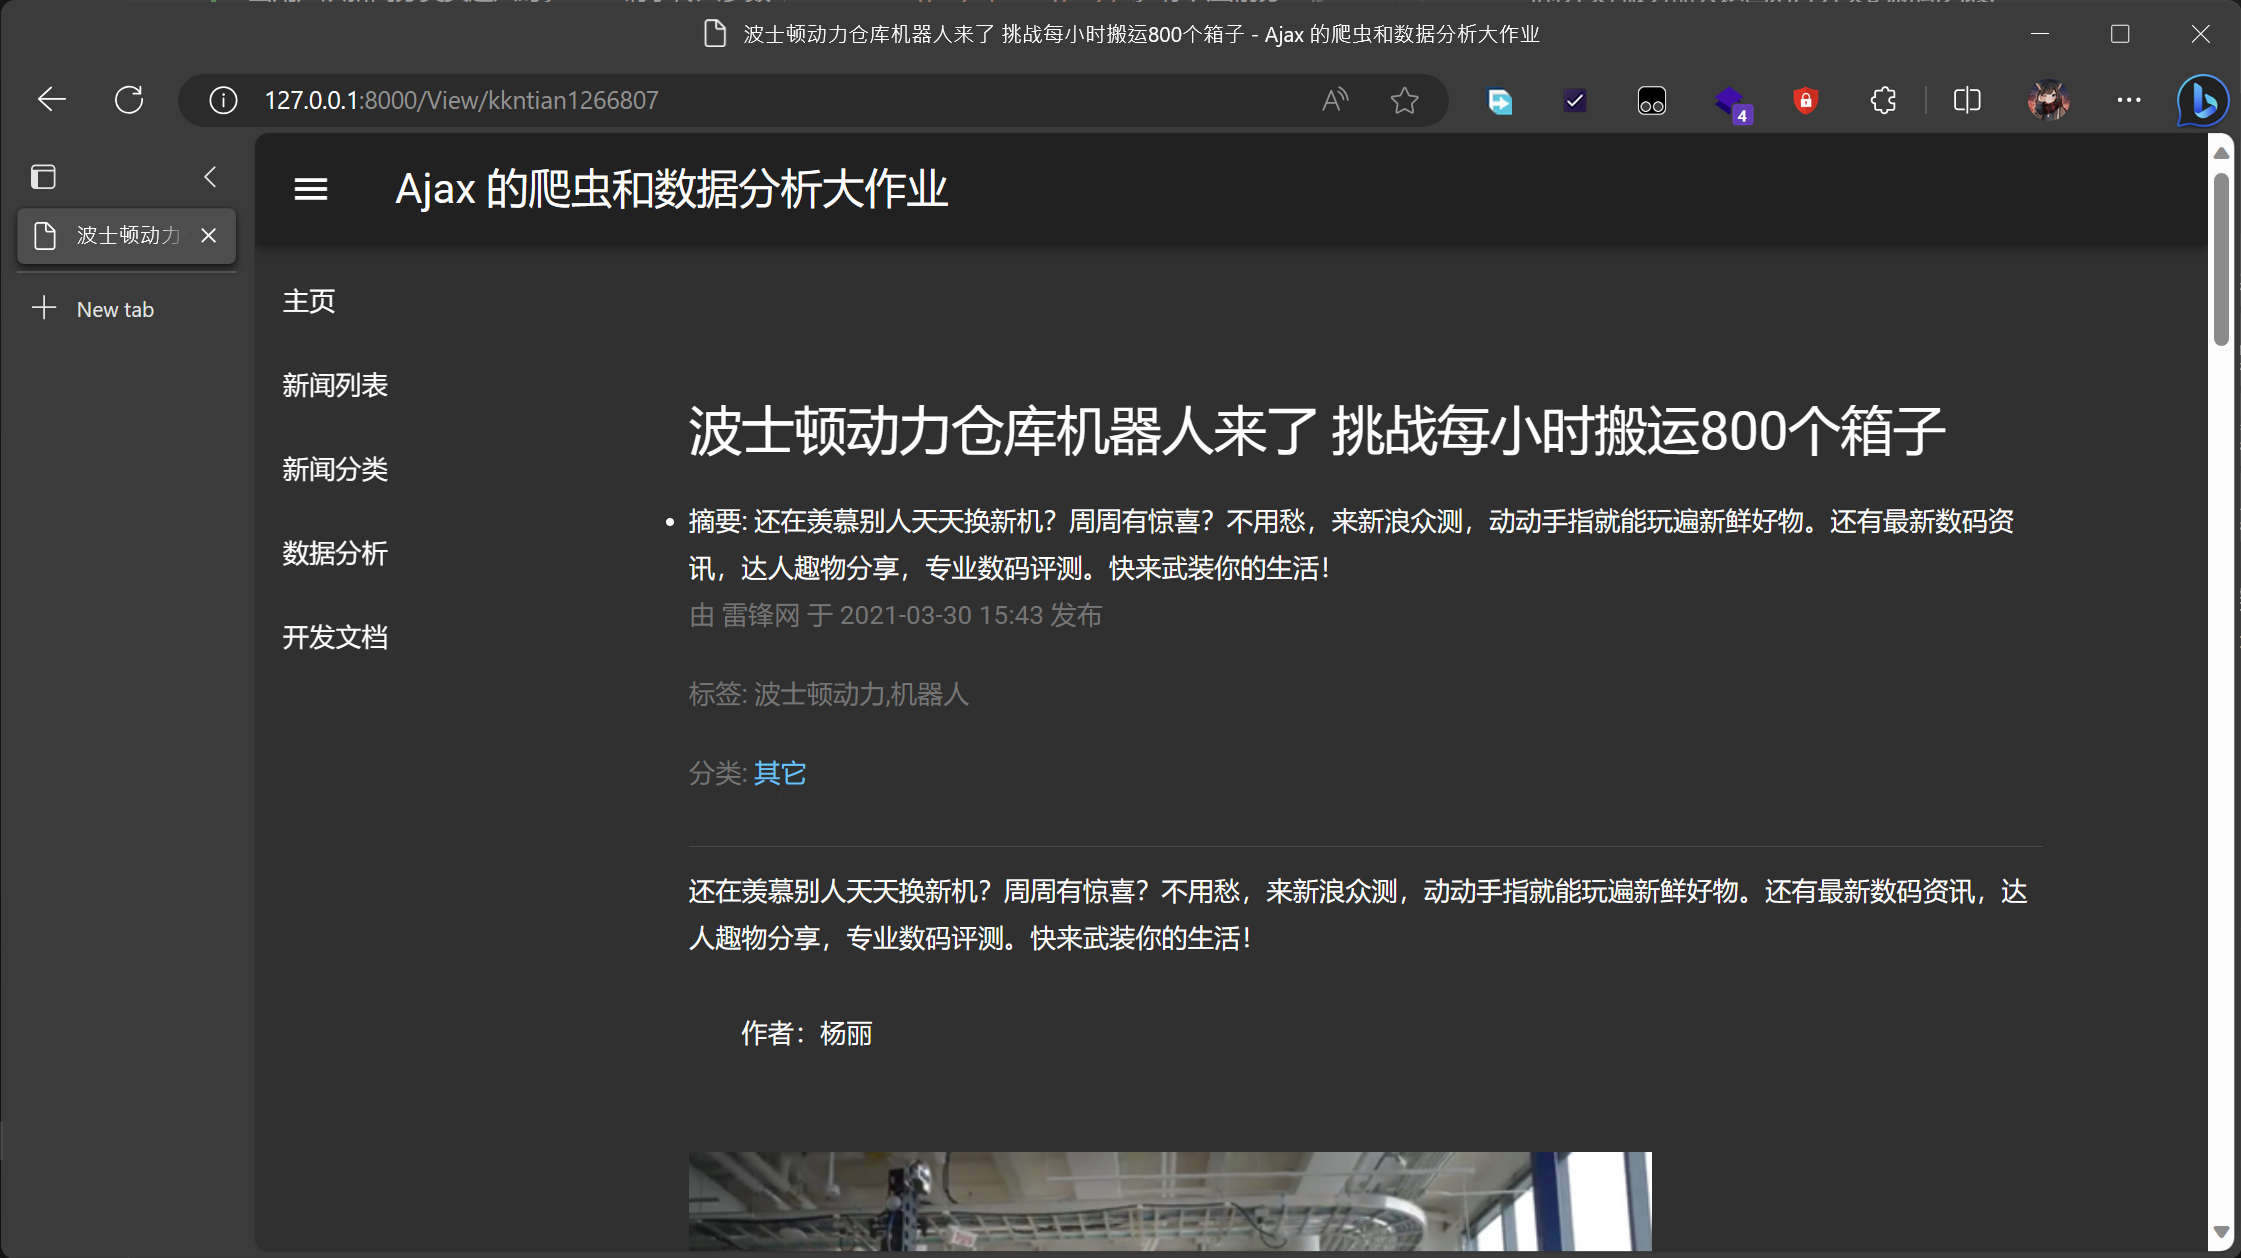 波士顿动力仓库机器人来了 挑战每小时搬运800个箱子 - Ajax 的爬虫和数据分析大作业
127.0.0.1:8000/View/kkntian1266807
4
波士顿动力
New tab
Ajax 的爬虫和数据分析大作业
主页
新闻列表
新闻分类
数据分析
开发文档
波士顿动力仓库机器人来了 挑战每小时搬运800个箱子
摘要: 还在羡慕别人天天换新机？周周有惊喜？不用愁，来新浪众测，动动手指就能玩遍新鲜好物。还有最新数码资
讯，达人趣物分享，专业数码评测。快来武装你的生活！
由 雷锋网 于 2021-03-30 15:43 发布
标签: 波士顿动力,机器人
分类: 其它
还在羡慕别人天天换新机？周周有惊喜？不用愁，来新浪众测，动动手指就能玩遍新鲜好物。还有最新数码资讯，达
人趣物分享，专业数码评测。快来武装你的生活！
作者：杨丽